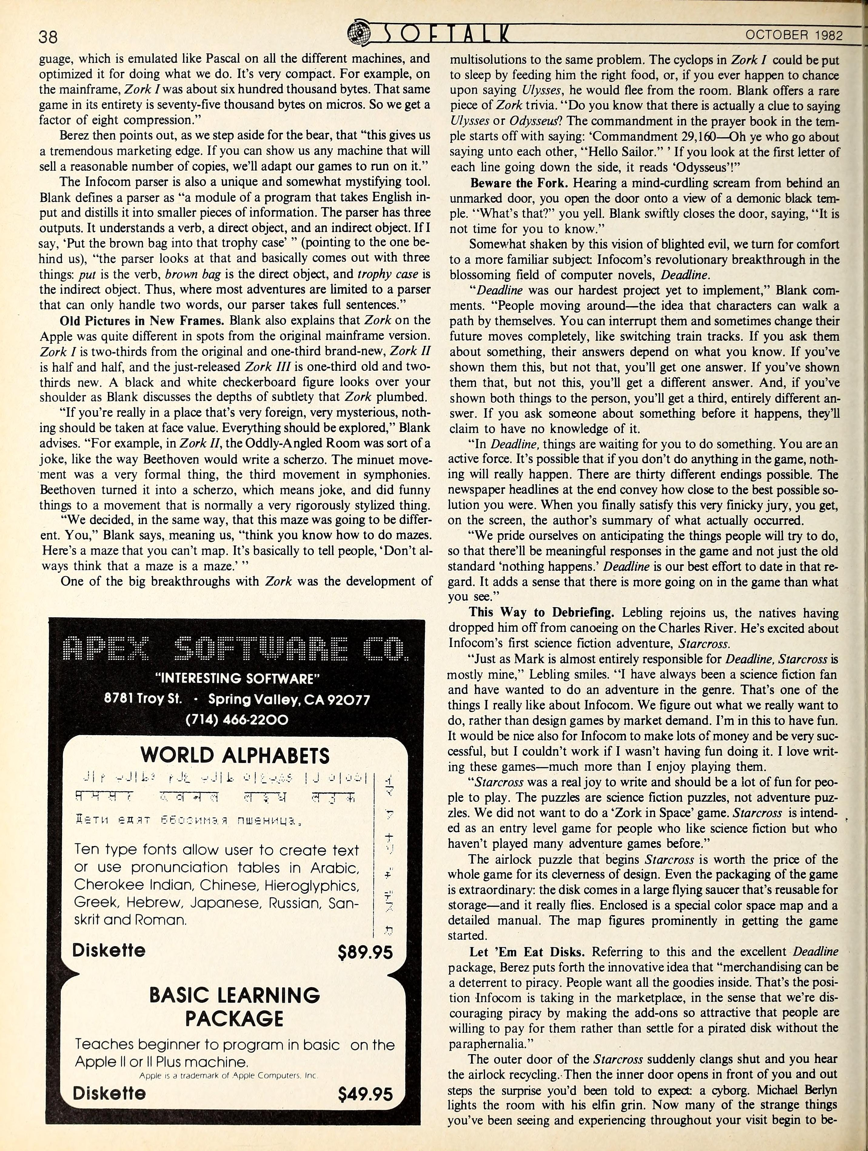 38
SOFTALK
OCTOBER 1982
guage, which is emulated like Pascal on all the different machines, and
optimized it for doing what we do. It's very compact. For example, on
the mainframe, Zork I was about six hundred thousand bytes. That same
game in its entirety is seventy-five thousand bytes on micros. So we get a
factor of eight compression."
Berez then points out, as we step aside for the bear, that "this gives us
a tremendous marketing edge. If you can show us any machine that will
sell a reasonable number of copies, we'll adapt our games to run on it."
The Infocom parser is also a unique and somewhat mystifying tool.
Blank defines a parser as "a module of a program that takes English in-
put and distills it into smaller pieces of information. The parser has three
outputs. It understands a verb, a direct object, and an indirect object. If I
say, 'Put the brown bag into that trophy case' " (pointing to the one be-
hind us), "the parser looks at that and basically comes out with three
things: put is the verb, brown bag is the direct object, and trophy case is
the indirect object. Thus, where most adventures are limited to a parser
that can only handle two words, our parser takes full sentences."
Old Pictures in New Frames. Blank also explains that Zork on the
Apple was quite different in spots from the original mainframe version.
Zork I is two-thirds from the original and one-third brand-new, Zork II
is half and half, and the just-released Zork III is one-third old and two-
thirds new. A black and white checkerboard figure looks over your
shoulder as Blank discusses the depths of subtlety that Zork plumbed.
"If you're really in a place that's very foreign, very mysterious, noth-
ing should be taken at face value. Everything should be explored," Blank
advises. "For example, in Zork II, the Oddly-Angled Room was sort of a
joke, like the way Beethoven would write a scherzo. The minuet move-
ment was a very formal thing, the third movement in symphonies.
Beethoven turned it into a scherzo, which means joke, and did funny
things to a movement that is normally a very rigorously stylized thing.
"We decided, in the same way, that this maze was going to be differ-
ent. You," Blank says, meaning us, "think you know how to do mazes.
Here's a maze that you can't map. It's basically to tell people, 'Don't al-
ways think that a maze is a maze.' "
One of the big breakthroughs with Zork was the development of
APEX SOFTWARE CO.
"INTERESTING SOFTWARE"
8781 Troy St. · Spring Valley, CA 92077
(714) 466-2200
WORLD ALPHABETS
Дети едят
пшеница.
Ten type fonts allow user to create text
or use pronunciation tables in Arabic,
Cherokee Indian, Chinese, Hieroglyphics,
Greek, Hebrew, Japanese, Russian, San-
skrit and Roman.
Diskette $89.95
BASIC LEARNING
PACKAGE
Teaches beginner to program in basic on the
Apple II or II Plus machine.
Apple is a trademark of Apple Computers, Inc.
Diskette $49.95
multisolutions to the same problem. The cyclops in Zork I could be put
to sleep by feeding him the right food, or, if you ever happen to chance
upon saying Ulysses, he would flee from the room. Blank offers a rare
piece of Zork trivia. "Do you know that there is actually a clue to saying
Ulysses or Odysseus? The commandment in the prayer book in the tem-
ple starts off with saying: 'Commandment 29,160—Oh ye who go about
saying unto each other, "Hello Sailor." ' If you look at the first letter of
each line going down the side, it reads 'Odysseus'!"
Beware the Fork. Hearing a mind-curdling scream from behind an
unmarked door, you open the door onto a view of a demonic black tem-
ple. "What's that?" you yell. Blank swiftly closes the door, saying, "It is
not time for you to know."
Somewhat shaken by this vision of blighted evil, we turn for comfort
to a more familiar subject: Infocom's revolutionary breakthrough in the
blossoming field of computer novels, Deadline.
"Deadline was our hardest project yet to implement," Blank com-
ments. "People moving around—the idea that characters can walk a
path by themselves. You can interrupt them and sometimes change their
future moves completely, like switching train tracks. If you ask them
about something, their answers depend on what you know. If you've
shown them this, but not that, you'll get one answer. If you've shown
them that, but not this, you'll get a different answer. And, if you've
shown both things to the person, you'll get a third, entirely different an-
swer. If you ask someone about something before it happens, they'll
claim to have no knowledge of it.
"In Deadline, things are waiting for you to do something. You are an
active force. It's possible that if you don't do anything in the game, noth-
ing will really happen. There are thirty different endings possible. The
newspaper headlines at the end convey how close to the best possible so-
lution you were. When you finally satisfy this very finicky jury, you get,
on the screen, the author's summary of what actually occurred.
"We pride ourselves on anticipating the things people will try to do,
so that there'll be meaningful responses in the game and not just the old
standard 'nothing happens.' Deadline is our best effort to date in that re-
gard. It adds a sense that there is more going on in the game than what
you see."
This Way to Debriefing. Lebling rejoins us, the natives having
dropped him off from canoeing on the Charles River. He's excited about
Infocom's first science fiction adventure, Starcross.
"Just as Mark is almost entirely responsible for Deadline, Starcross is
mostly mine," Lebling smiles. "I have always been a science fiction fan
and have wanted to do an adventure in the genre. That's one of the
things I really like about Infocom. We figure out what we really want to
do, rather than design games by market demand. I'm in this to have fun.
It would be nice also for Infocom to make lots of money and be very suc-
cessful, but I couldn't work if I wasn't having fun doing it. I love writ-
ing these games—much more than I enjoy playing them.
"Starcross was a real joy to write and should be a lot of fun for peo-
ple to play. The puzzles are science fiction puzzles, not adventure puz-
zles. We did not want to do a 'Zork in Space' game. Starcross is intend-
ed as an entry level game for people who like science fiction but who
haven't played many adventure games before."
The airlock puzzle that begins Starcross is worth the price of the
whole game for its cleverness of design. Even the packaging of the game
is extraordinary: the disk comes in a large flying saucer that's reusable for
storage—and it really flies. Enclosed is a special color space map and a
detailed manual. The map figures prominently in getting the game
started.
Let 'Em Eat Disks. Referring to this and the excellent Deadline
package, Berez puts forth the innovative idea that "merchandising can be
a deterrent to piracy. People want all the goodies inside. That's the posi-
tion Infocom is taking in the marketplace, in the sense that we're dis-
couraging piracy by making the add-ons so attractive that people are
willing to pay for them rather than settle for a pirated disk without the
paraphernalia."
The outer door of the Starcross suddenly clangs shut and you hear
the airlock recycling. Then the inner door opens in front of you and out
steps the surprise you'd been told to expect: a cyborg. Michael Berlyn
lights the room with his elfin grin. Now many of the strange things
you've been seeing and experiencing throughout your visit begin to be-